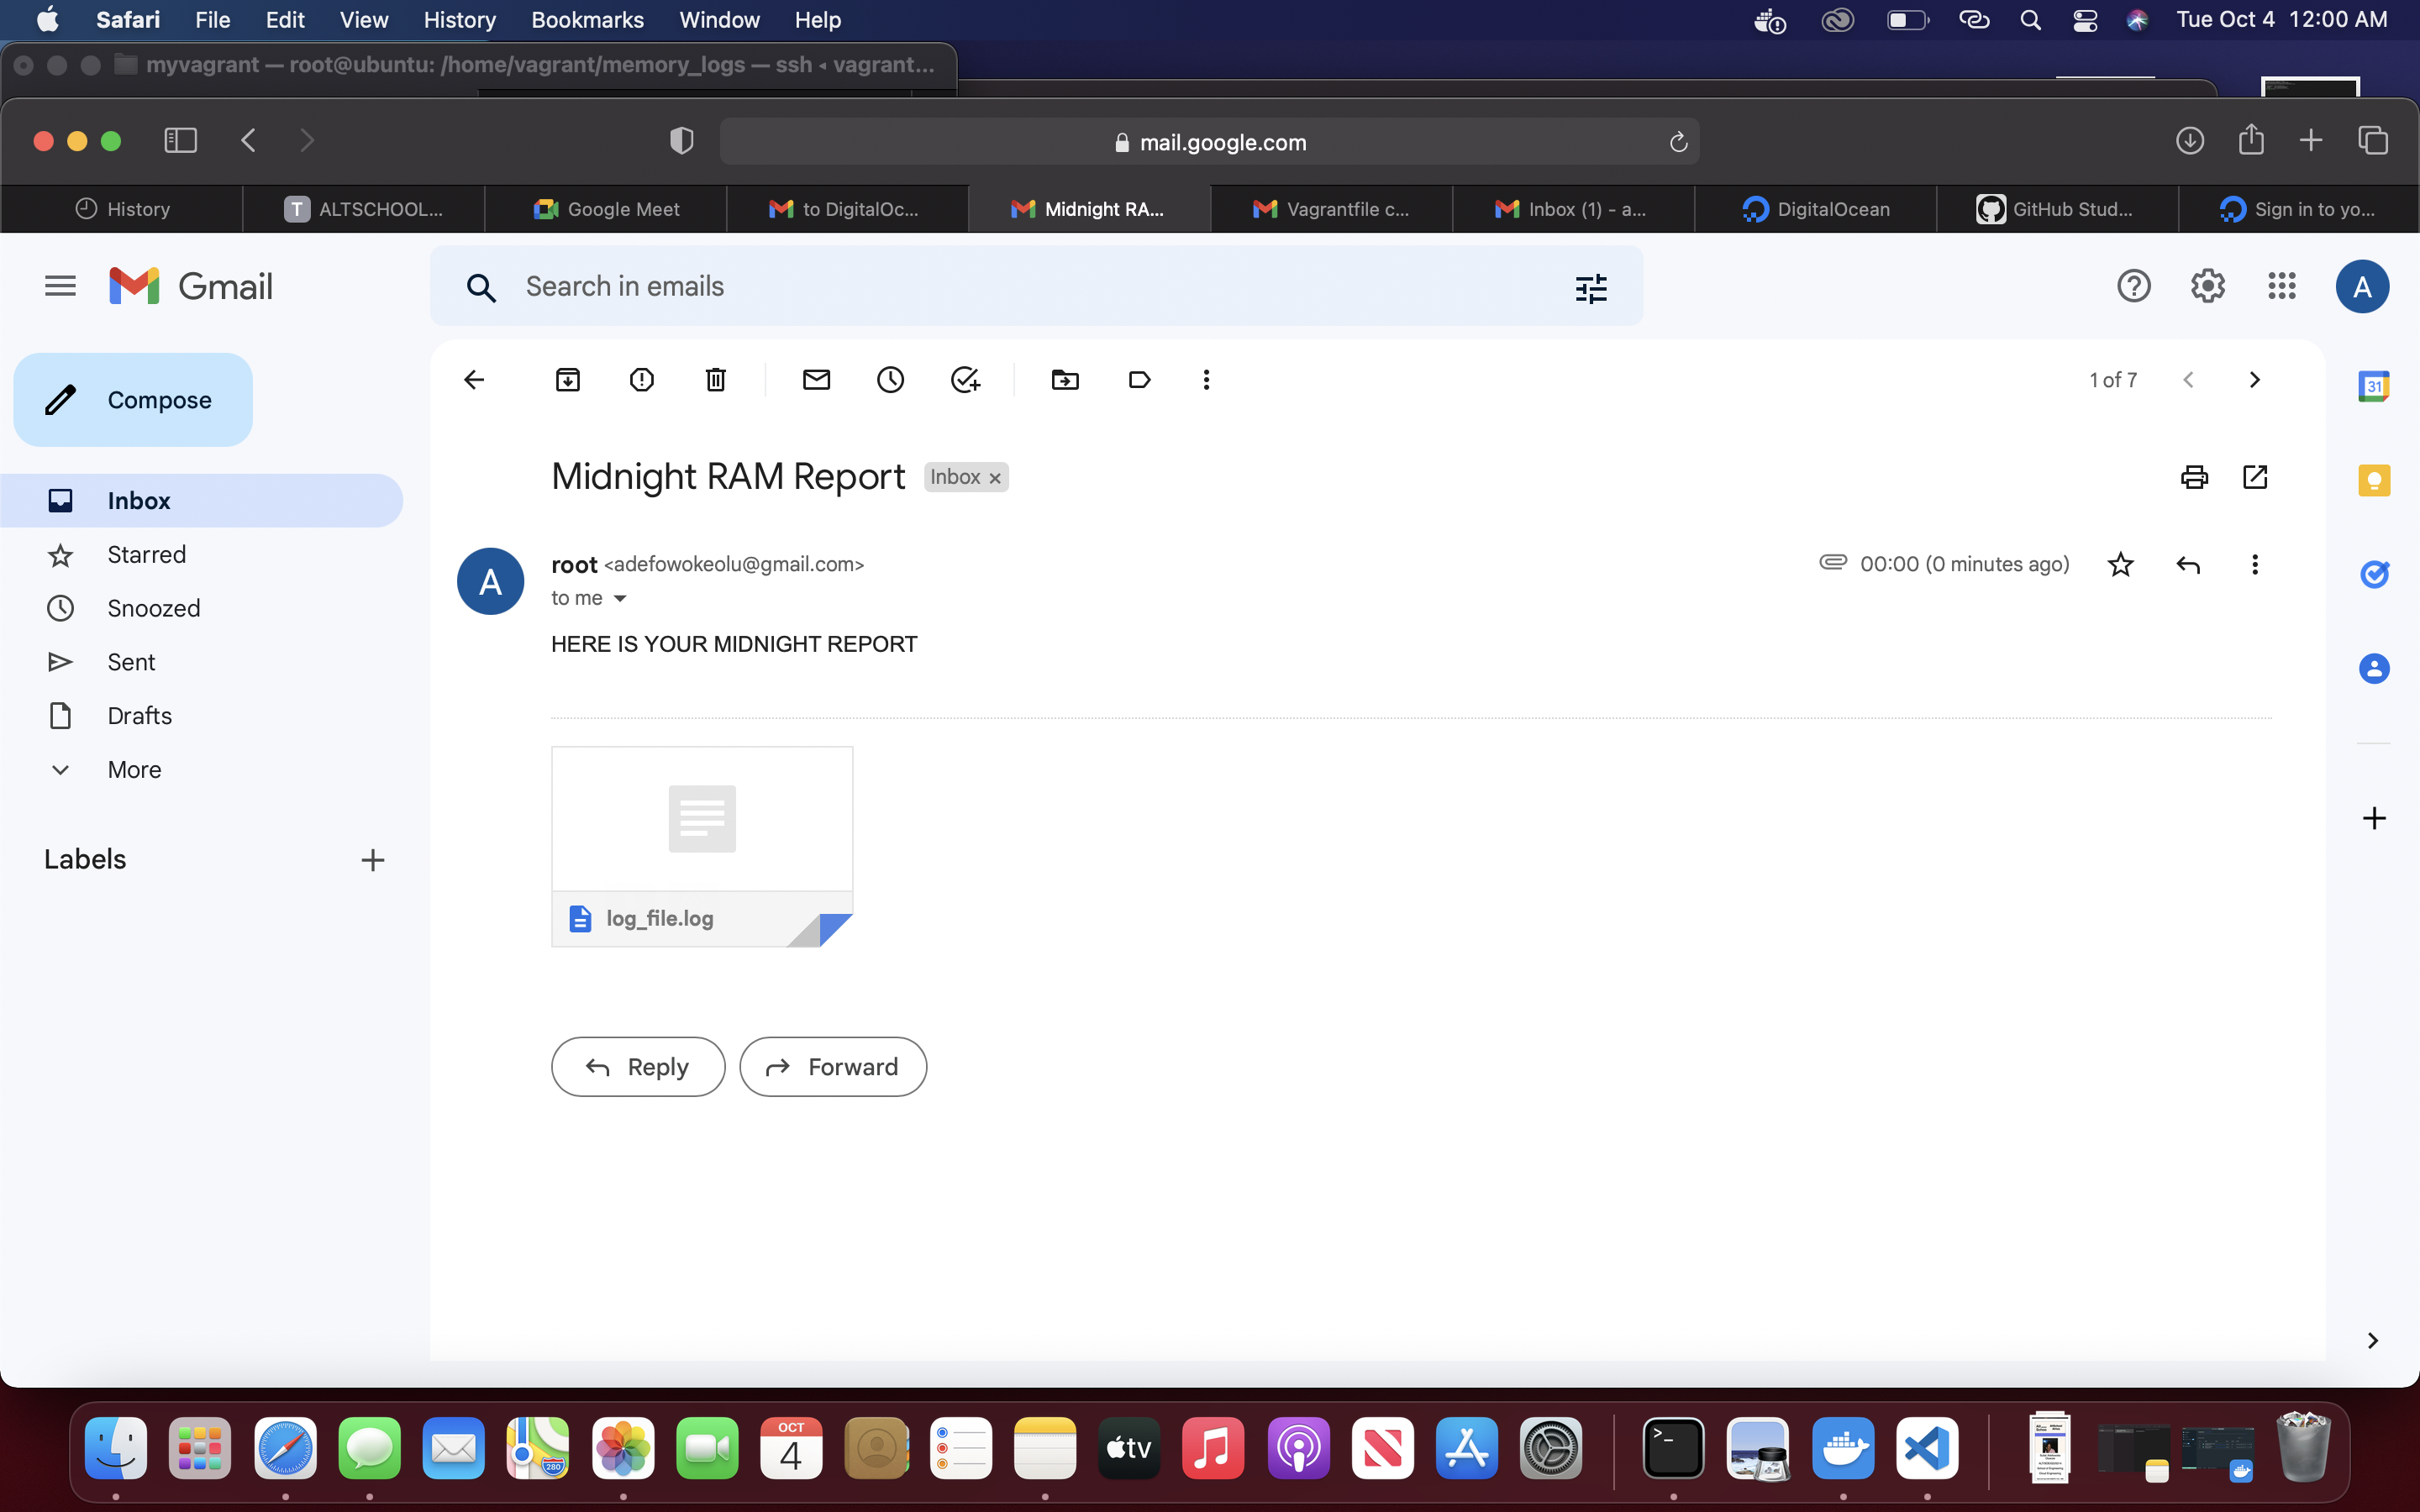 Safari File Edit View History Bookmarks Window Help Tue Oct 4 12:00 AM
myvagrant — root@ubuntu: /home/vagrant/memory_logs — ssh ◂ vagrant...
mail.google.com
History T ALTSCHOOL... Google Meet to DigitalOc... Midnight RA... Vagrantfile c... Inbox (1) - a... DigitalOcean GitHub Stud... Sign in to yo...
Gmail Search in emails A
Compose 1 of 7 31
Midnight RAM Report Inbox ×
Inbox
Starred
Snoozed
Sent
Drafts
More
Labels
A root <adefowokeolu@gmail.com> 00:00 (0 minutes ago)
to me
HERE IS YOUR MIDNIGHT REPORT
log_file.log
Reply Forward
OCT
4
280
tv
>_